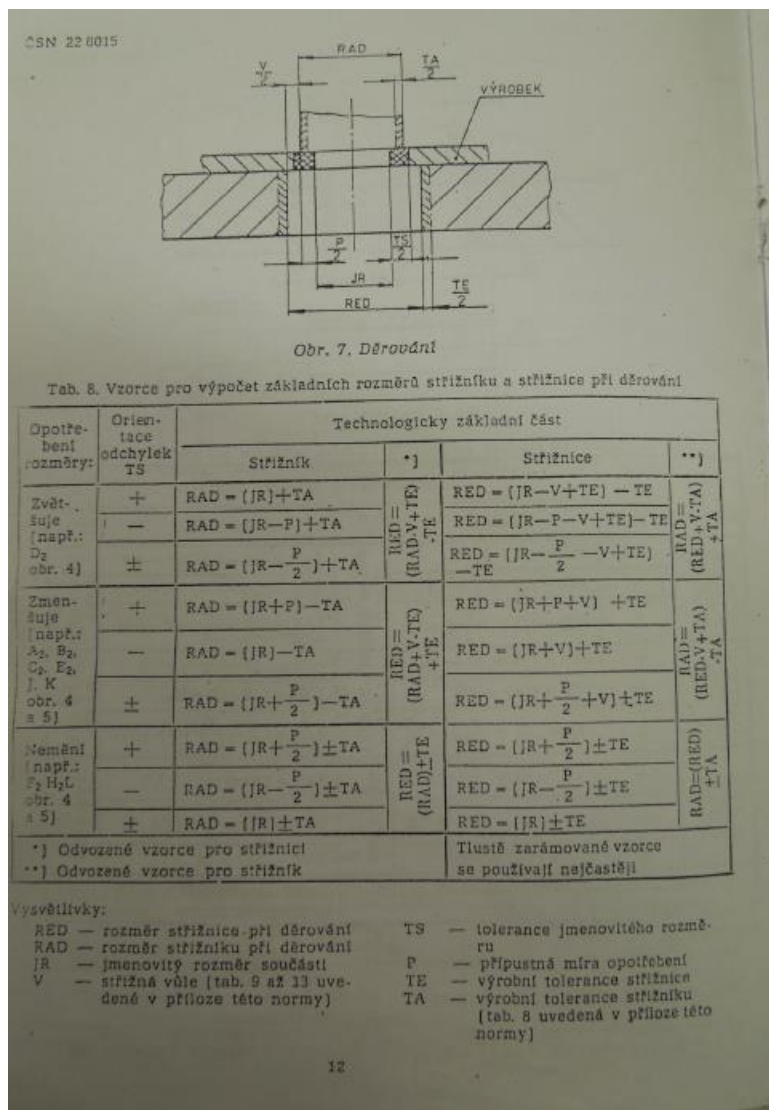 ČSN 22 6015
RAD
V/2
TA/2
VÝROBEK
P/2
TS/2
JR
TE/2
RED
Obr. 7. Děrování
Tab. 8. Vzorce pro výpočet základních rozměrů střižníku a střižnice při děrování
Opotřebení rozměry:
Orientace odchylek TS
Technologicky základní část
Střižník
*)
Střižnice
**)
Zvětšuje [např.: D₂ obr. 4]
+
RAD = (JR)+TA
RED = (RAD-V+TE) -TE
RED = (JR—V+TE) — TE
RAD = (RED+V-TA) +TA
—
RAD = (JR—P)+TA
RED = (JR—P—V+TE)—TE
±
RAD = (JR— P/2 )+TA
RED = (JR— P/2 —V+TE) —TE
Zmenšuje [např.: A₂, B₂, C₂, E₂, J, K obr. 4 a 5]
+
RAD = (JR+P)—TA
RED = (RAD+V-TE) +TE
RED = (JR+P+V) +TE
RAD = (RED-V+TA) -TA
—
RAD = (JR)—TA
RED = (JR+V)+TE
±
RAD = (JR+ P/2 )—TA
RED = (JR+ P/2 +V)+TE
Nemění [např.: F₂ H₂L obr. 4 a 5]
+
RAD = (JR+ P/2 )±TA
RED = (RAD)±TE
RED = (JR+ P/2 )±TE
RAD=(RED) ±TA
—
RAD = (JR— P/2 )±TA
RED = (JR— P/2 )±TE
±
RAD = (JR)±TA
RED = (JR)±TE
*) Odvozené vzorce pro střižnici
**) Odvozené vzorce pro střižník
Tlustě zarámované vzorce
se používají nejčastěji
Vysvětlivky:
RED — rozměr střižnice při děrování
RAD — rozměr střižníku při děrování
JR — jmenovitý rozměr součásti
V — střižná vůle [tab. 9 až 13 uve-
dené v příloze této normy]
TS — tolerance jmenovitého rozmě-
ru
P — přípustná míra opotřebení
TE — výrobní tolerance střižnice
TA — výrobní tolerance střižníku
[tab. 8 uvedená v příloze této
normy]
12